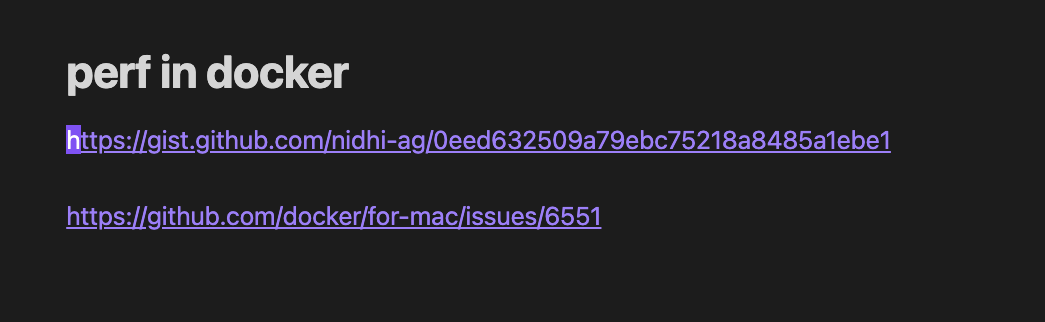 perf in docker
https://gist.github.com/nidhi-ag/0eed632509a79ebc75218a8485a1ebe1
https://github.com/docker/for-mac/issues/6551